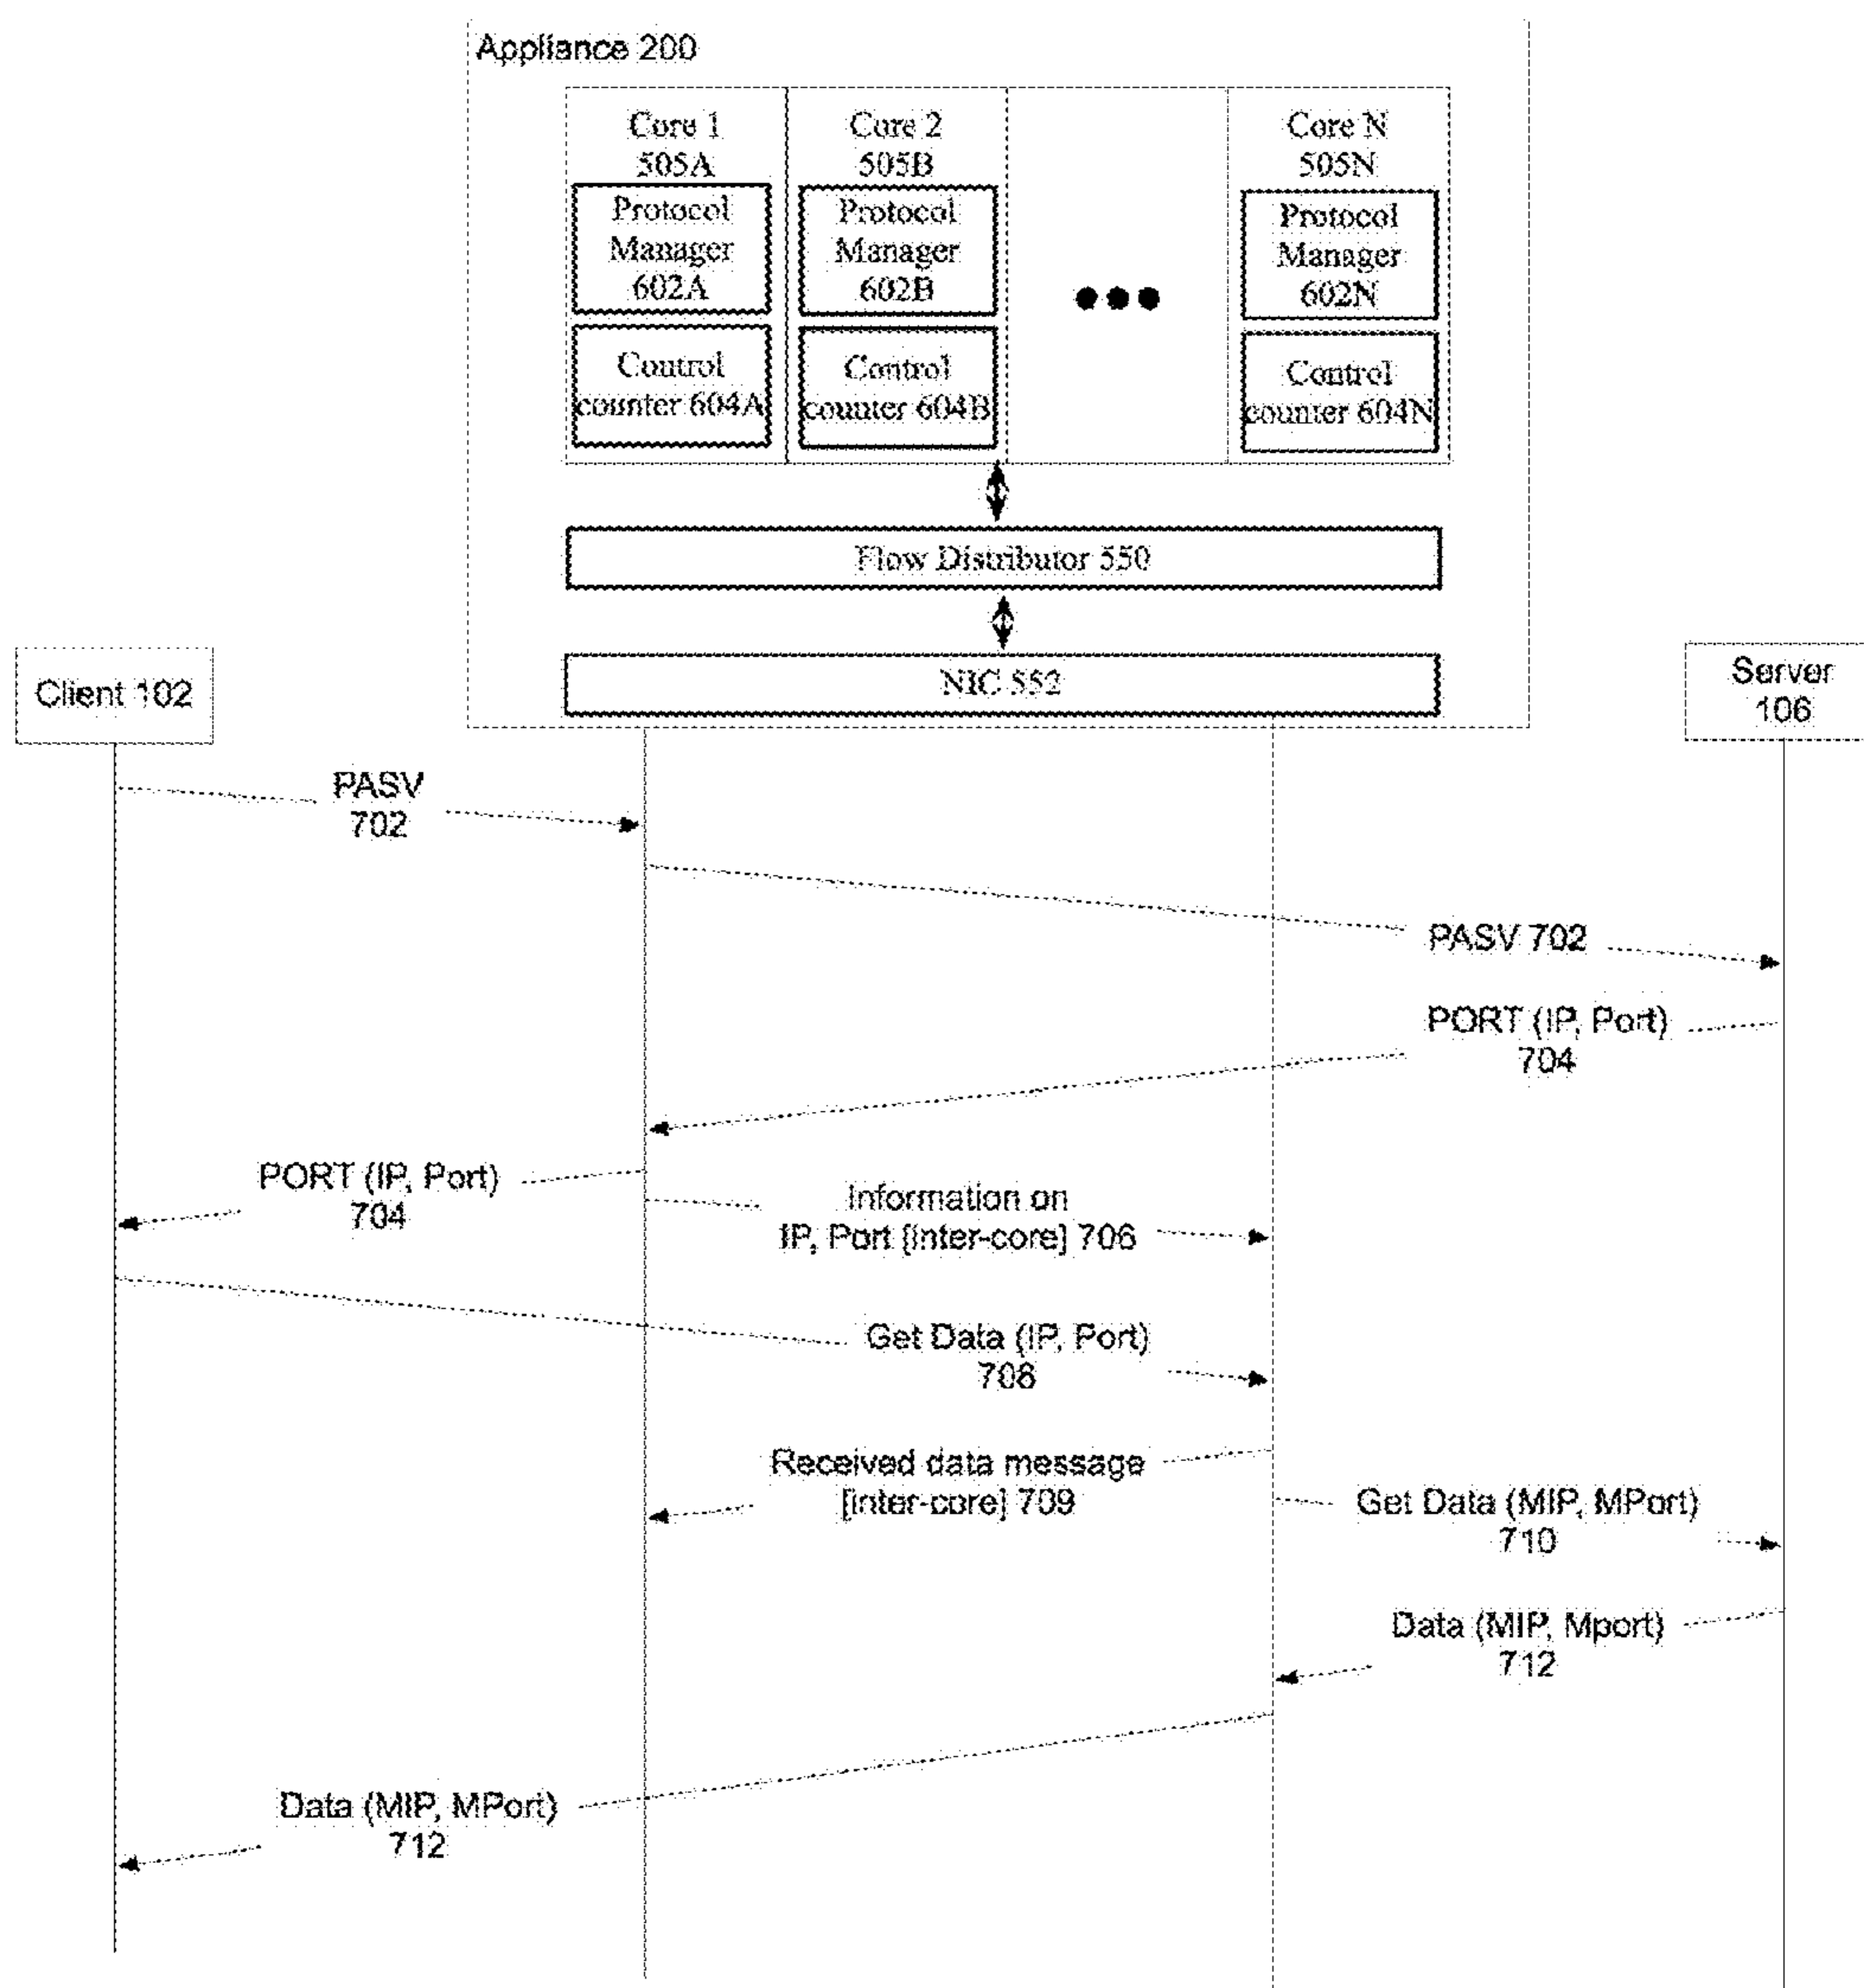 Appliance 200
Core 1
505A
Protocol
Manager
602A
Control
counter 604A
Core 2
505B
Protocol
Manager
602B
Control
counter 604B
Core N
505N
Protocol
Manager
602N
Control
counter 604N
Flow Distributor 550
NIC 552
Client 102
Server
106
PASV
702
PASV 702
PORT (IP, Port)
704
PORT (IP, Port)
704
Information on
IP, Port [inter-core] 706
Get Data (IP, Port)
708
Received data message
[inter-core] 709
Get Data (MIP, MPort)
710
Data (MIP, Mport)
712
Data (MIP, MPort)
712